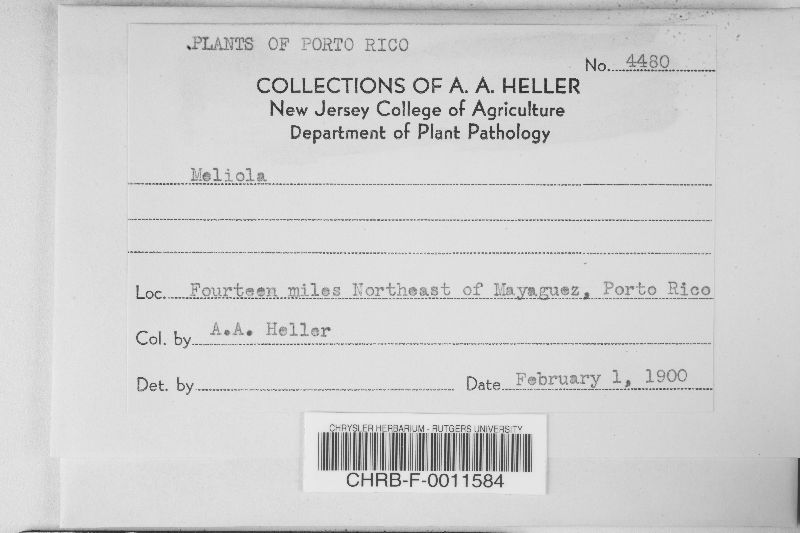 .PLANTS OF PORTO RICO
No. 4480
COLLECTIONS OF A. A. HELLER
New Jersey College of Agriculture
Department of Plant Pathology
Meliola
Loc. Fourteen miles Northeast of Mayaguez, Porto Rico
Col. by A.A. Heller
Det. by Date February 1, 1900
CHRYSLER HERBARIUM - RUTGERS UNIVERSITY
CHRB-F-0011584